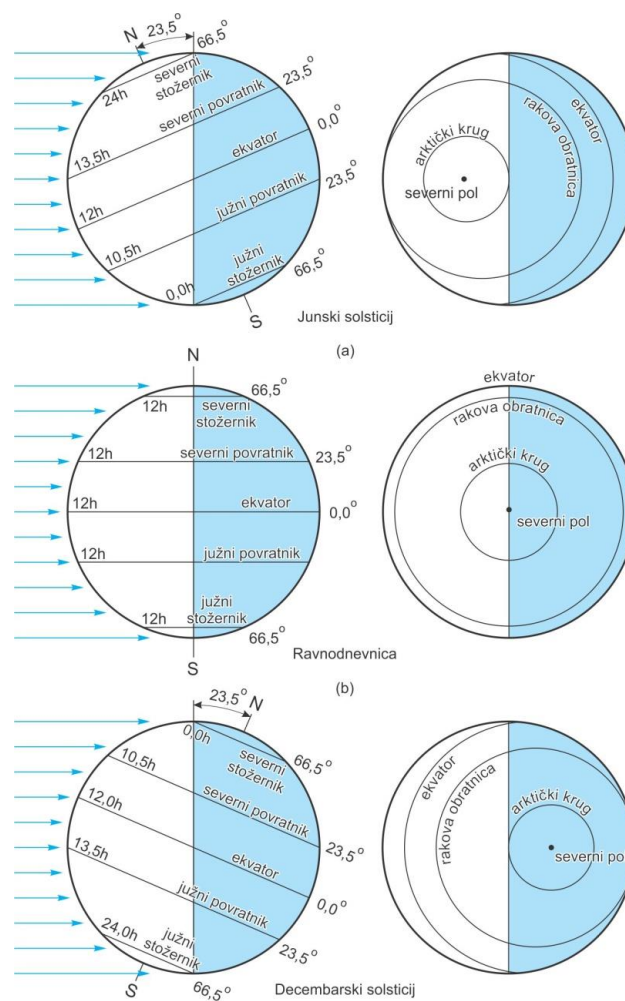 N
23,5°
66,5°
severni
stožernik
24h
23,5°
severni povratnik
0,0°
13,5h
ekvator
23,5°
12h
južni povratnik
10,5h
66,5°
južni
stožernik
0,0h
S
ekvator
rakova obratnica
arktički krug
severni pol
Junski solsticij
(a)
N
66,5°
12h
severni
stožernik
12h
severni povratnik
23,5°
12h
ekvator
0,0°
12h
južni povratnik
južni
stožernik
12h
66,5°
S
ekvator
rakova obratnica
arktički krug
severni pol
Ravnodnevnica
(b)
23,5°
N
0,0h
severni
stožernik
66,5°
10,5h
severni povratnik
23,5°
12,0h
ekvator
0,0°
13,5h
južni povratnik
23,5°
24,0h
južni
stožernik
66,5°
S
ekvator
rakova obratnica
arktički krug
severni po
Decembarski solsticij